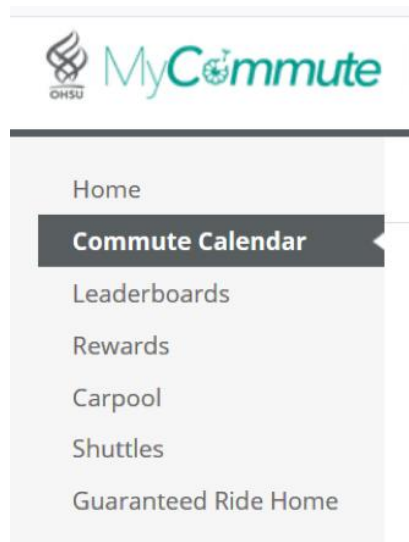 OHSU
MyCommute
Home
Commute Calendar
Leaderboards
Rewards
Carpool
Shuttles
Guaranteed Ride Home